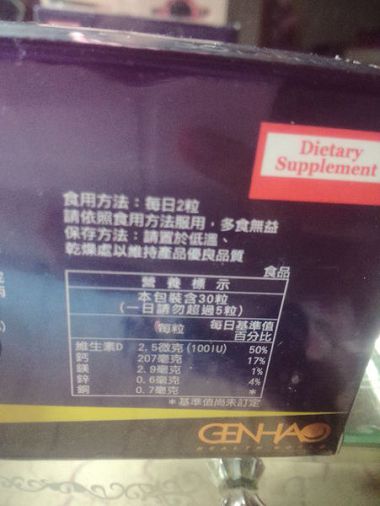 Dietary
Supplement
食用方法：每日2粒
請依照食用方法服用，多食無益
保存方法：請置於低溫、
乾燥處以維持產品優良品質
食品
營養標示
本包裝含30粒
(一日請勿超過5粒)
每粒 每日基準值
百分比
維生素D 2.5微克(100IU) 50%
鈣 207毫克 17%
鎂 2.9毫克 1%
鋅 0.6毫克 4%
銅 0.7毫克 *
*基準值尚未訂定
GENHAO